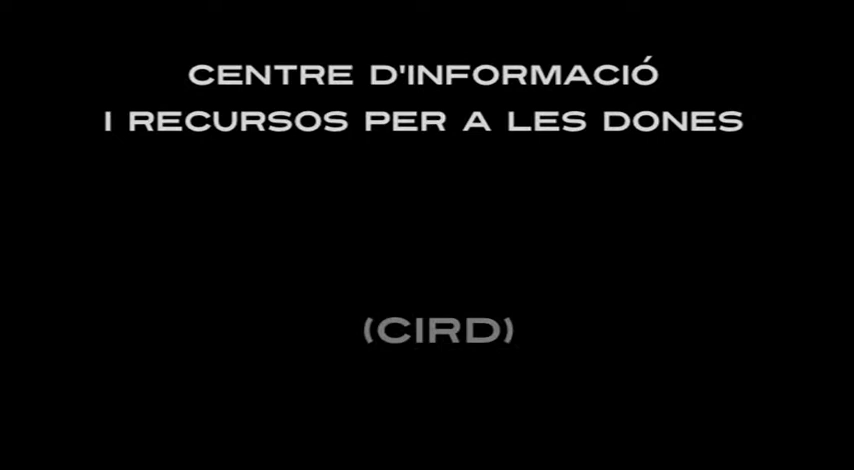 CENTRE D'INFORMACIÓ
I RECURSOS PER A LES DONES
(CIRD)